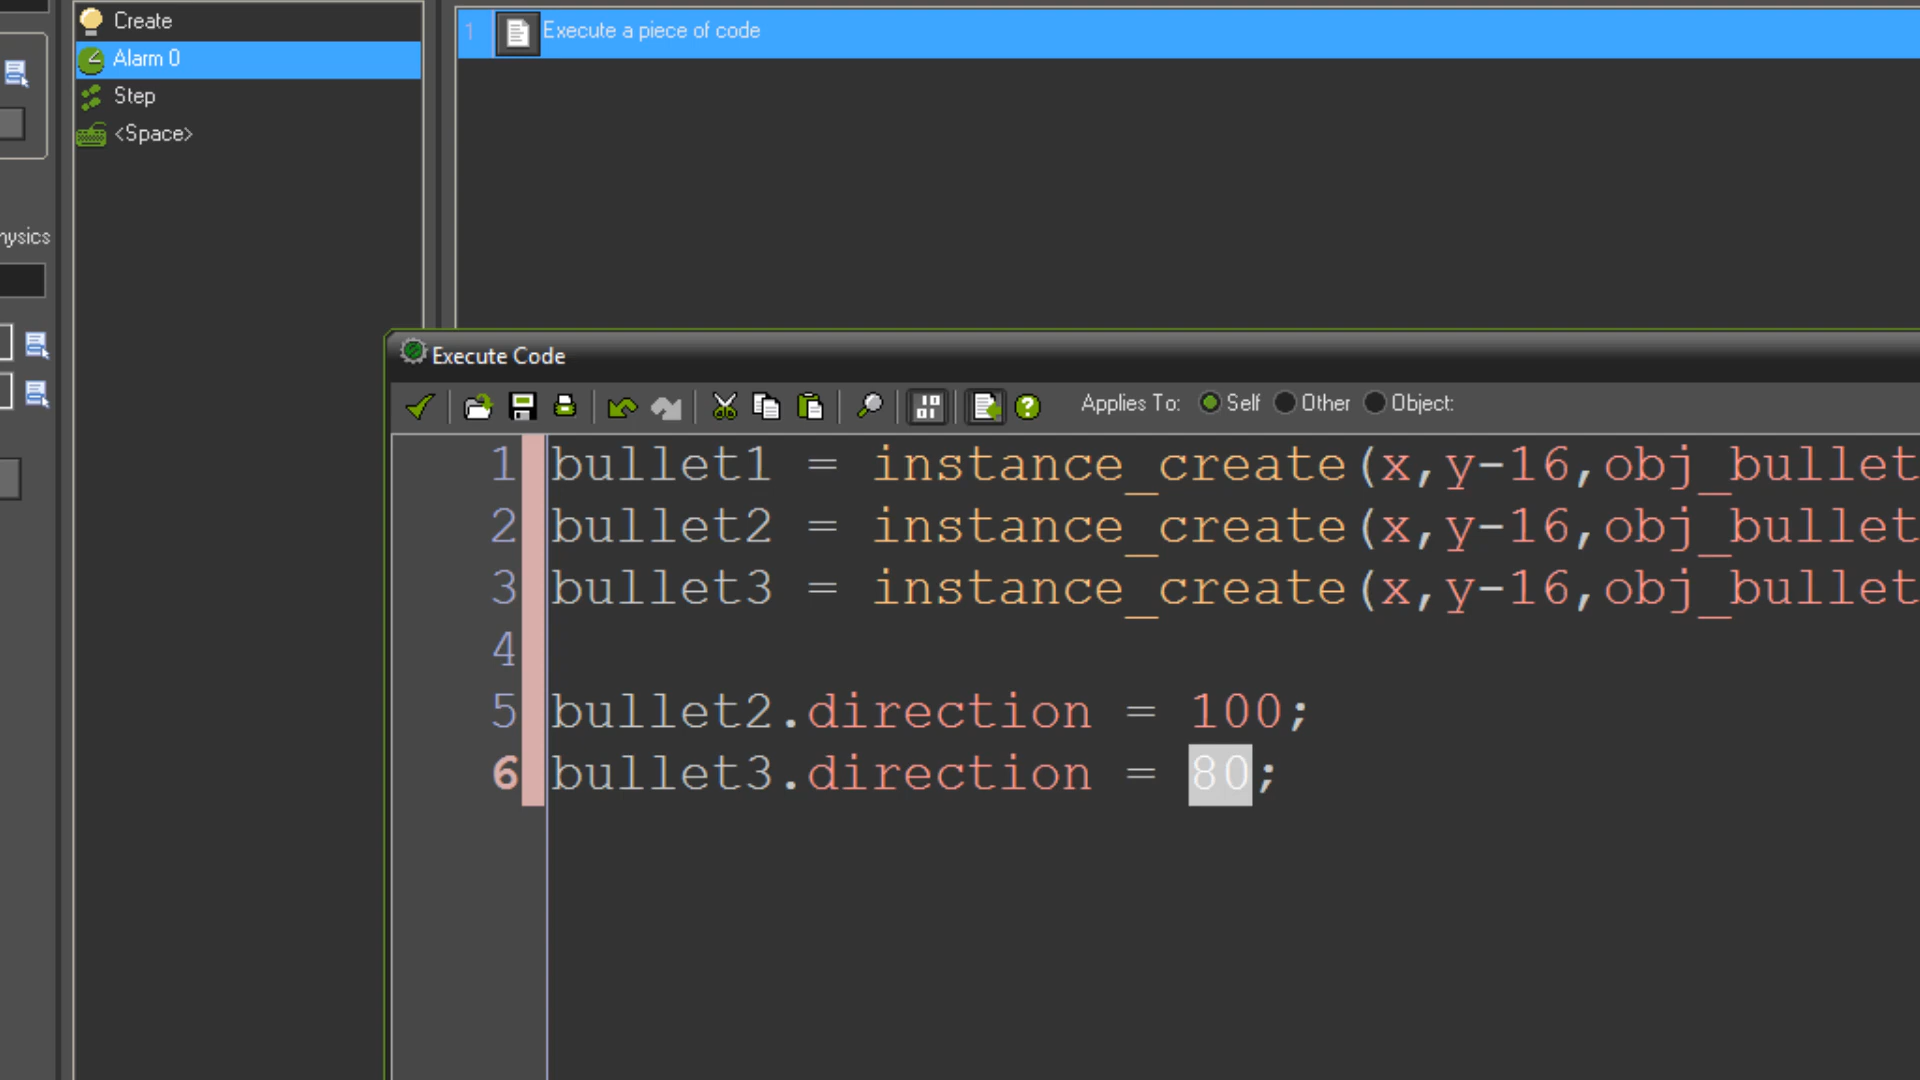 Create
Alarm 0
Step
<Space>
1 Execute a piece of code
hysics
Execute Code
Applies To: Self Other Object:
1 bullet1 = instance_create(x,y-16,obj_bullet
2 bullet2 = instance_create(x,y-16,obj_bullet
3 bullet3 = instance_create(x,y-16,obj_bullet
4
5 bullet2.direction = 100;
6 bullet3.direction = 80;